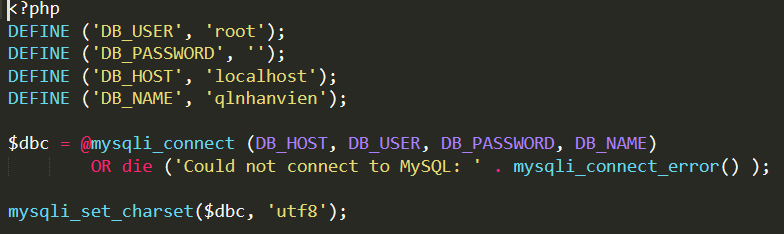 <?php
DEFINE ('DB_USER', 'root');
DEFINE ('DB_PASSWORD', '');
DEFINE ('DB_HOST', 'localhost');
DEFINE ('DB_NAME', 'qlnhanvien');
$dbc = @mysqli_connect (DB_HOST, DB_USER, DB_PASSWORD, DB_NAME)
OR die ('Could not connect to MySQL: ' . mysqli_connect_error() );
mysqli_set_charset($dbc, 'utf8');